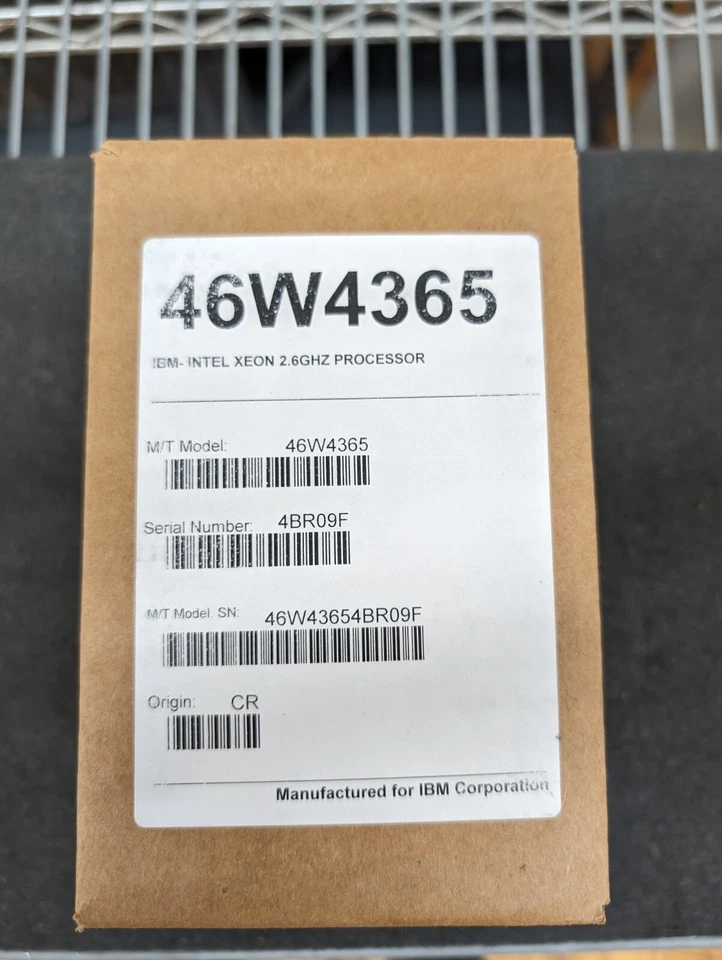 46W4365
IBM- INTEL XEON 2.6GHZ PROCESSOR
M/T Model: 46W4365
Serial Number: 4BR09F
M/T Model. SN: 46W43654BR09F
Origin: CR
Manufactured for IBM Corporation